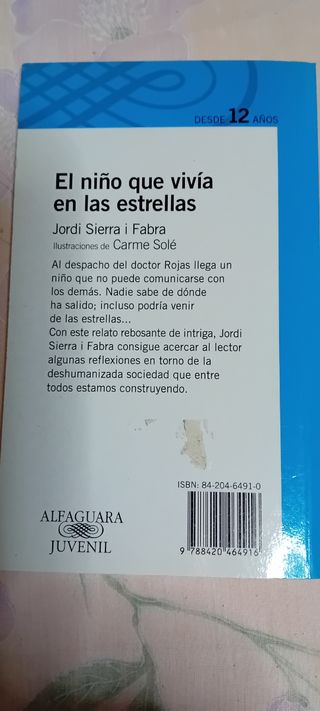 DESDE 12 AÑOS
El niño que vivía
en las estrellas
Jordi Sierra i Fabra
Ilustraciones de Carme Solé
Al despacho del doctor Rojas llega un
niño que no puede comunicarse con
los demás. Nadie sabe de dónde
ha salido; incluso podría venir
de las estrellas...
Con este relato rebosante de intriga, Jordi
Sierra i Fabra consigue acercar al lector
algunas reflexiones en torno de la
deshumanizada sociedad que entre
todos estamos construyendo.
ISBN: 84-204-6491-0
ALFAGUARA
JUVENIL
9 788420 464916